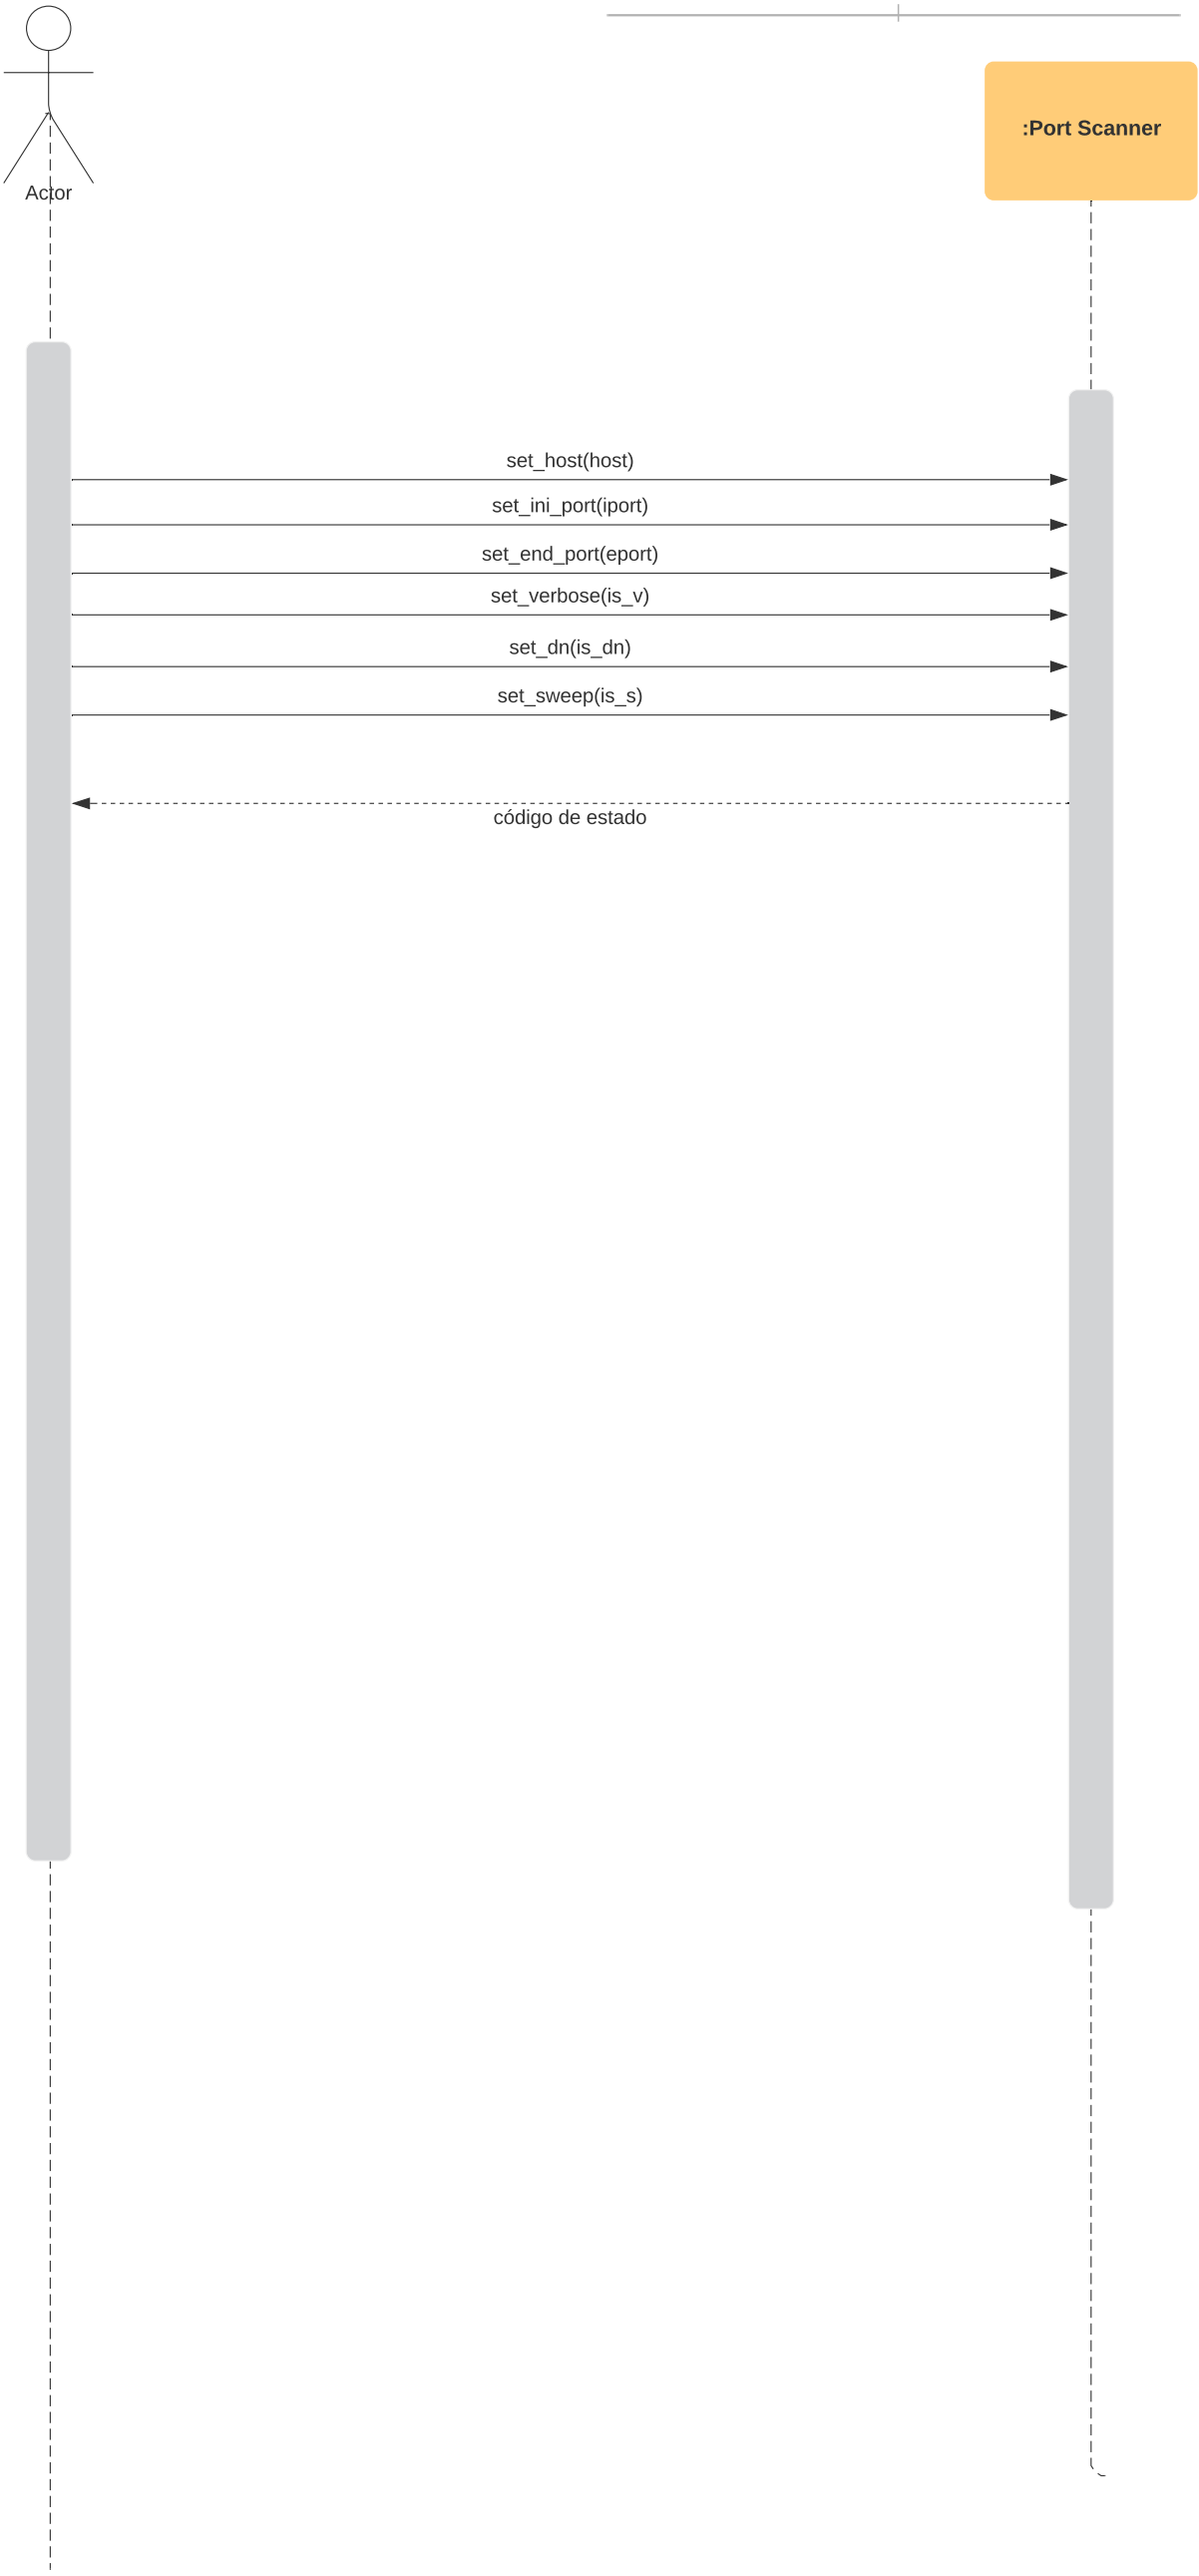 :Port Scanner
Actor
set_host(host)
set_ini_port(iport)
set_end_port(eport)
set_verbose(is_v)
set_dn(is_dn)
set_sweep(is_s)
código de estado